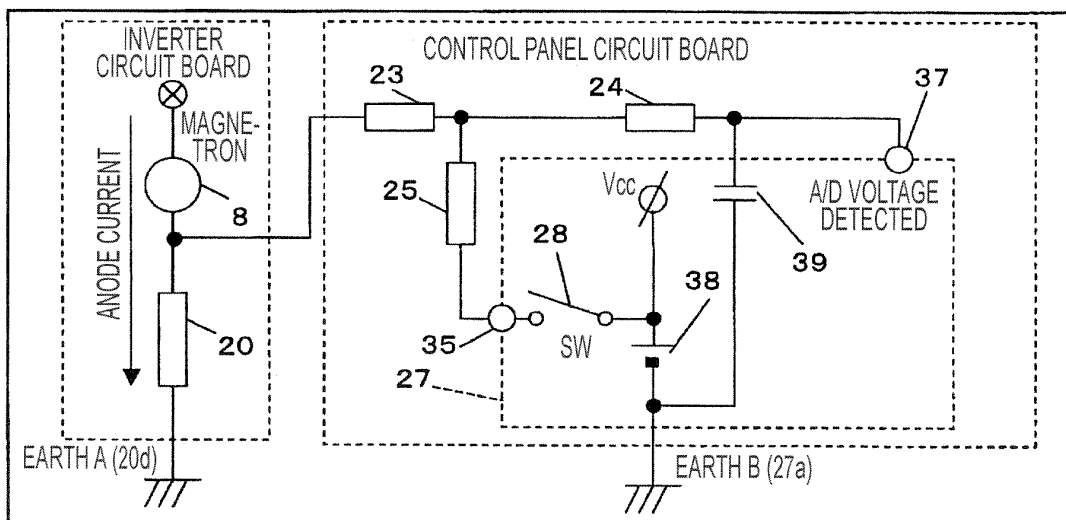 INVERTER
CIRCUIT BOARD
CONTROL PANEL CIRCUIT BOARD
23
24
37
MAGNE-
TRON
ANODE CURRENT
8
25
Vcc
A/D VOLTAGE
DETECTED
28
38
39
20
35
SW
27
EARTH A (20d)
EARTH B (27a)